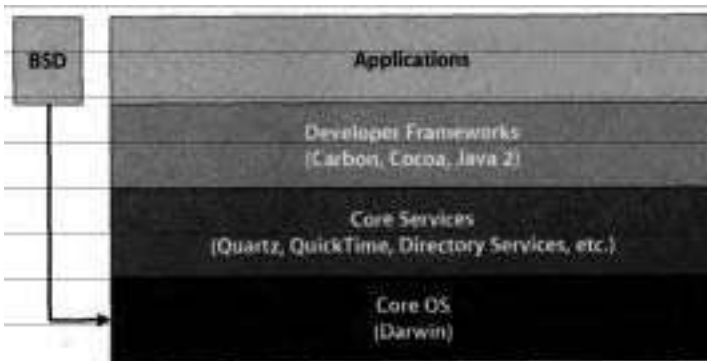 BSD
Applications
Developer Frameworks
(Carbon, Cocoa, Java 2)
Core Services
(Quartz, QuickTime, Directory Services, etc.)
Core OS
(Darwin)